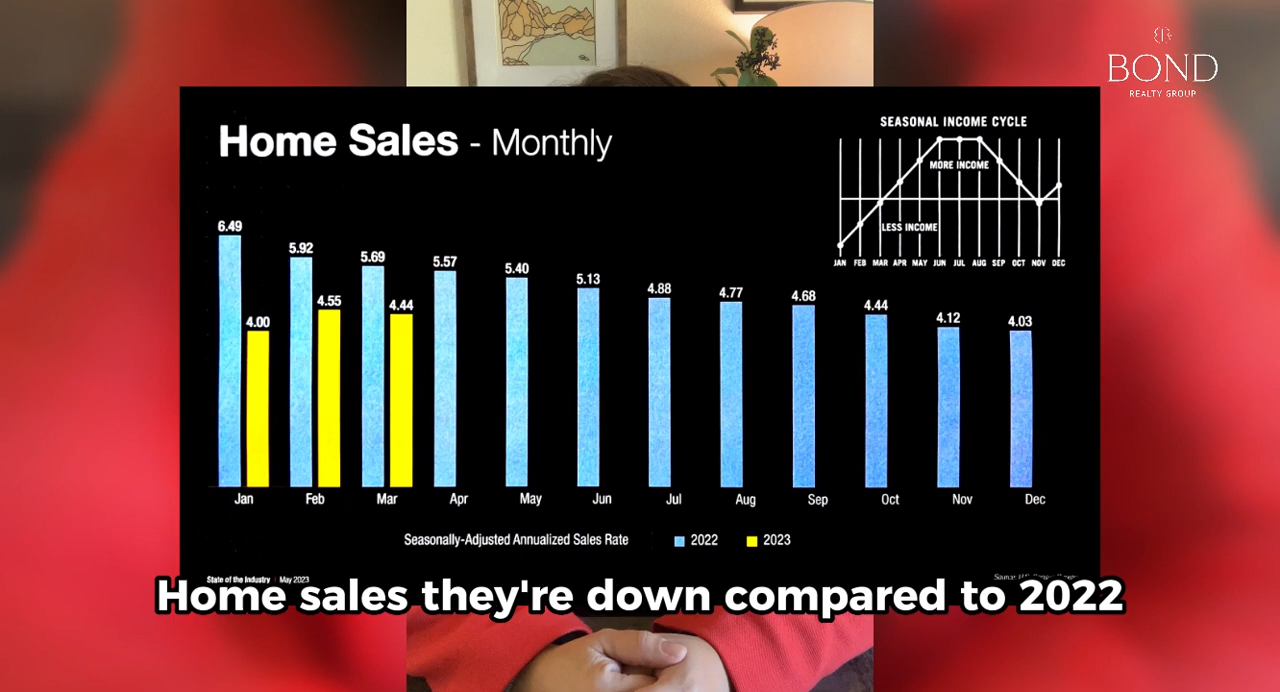 BOND
REALTY GROUP
Home Sales - Monthly
SEASONAL INCOME CYCLE
MORE INCOME
LESS INCOME
JAN FEB MAR APR MAY JUN JUL AUG SEP OCT NOV DEC
6.49 5.92 5.69 5.57 5.40 5.13 4.88 4.77 4.68 4.44 4.12 4.03
4.00 4.55 4.44
Jan Feb Mar Apr May Jun Jul Aug Sep Oct Nov Dec
Seasonally-Adjusted Annualized Sales Rate 2022 2023
State of the Industry | May 2023
Home sales they're down compared to 2022